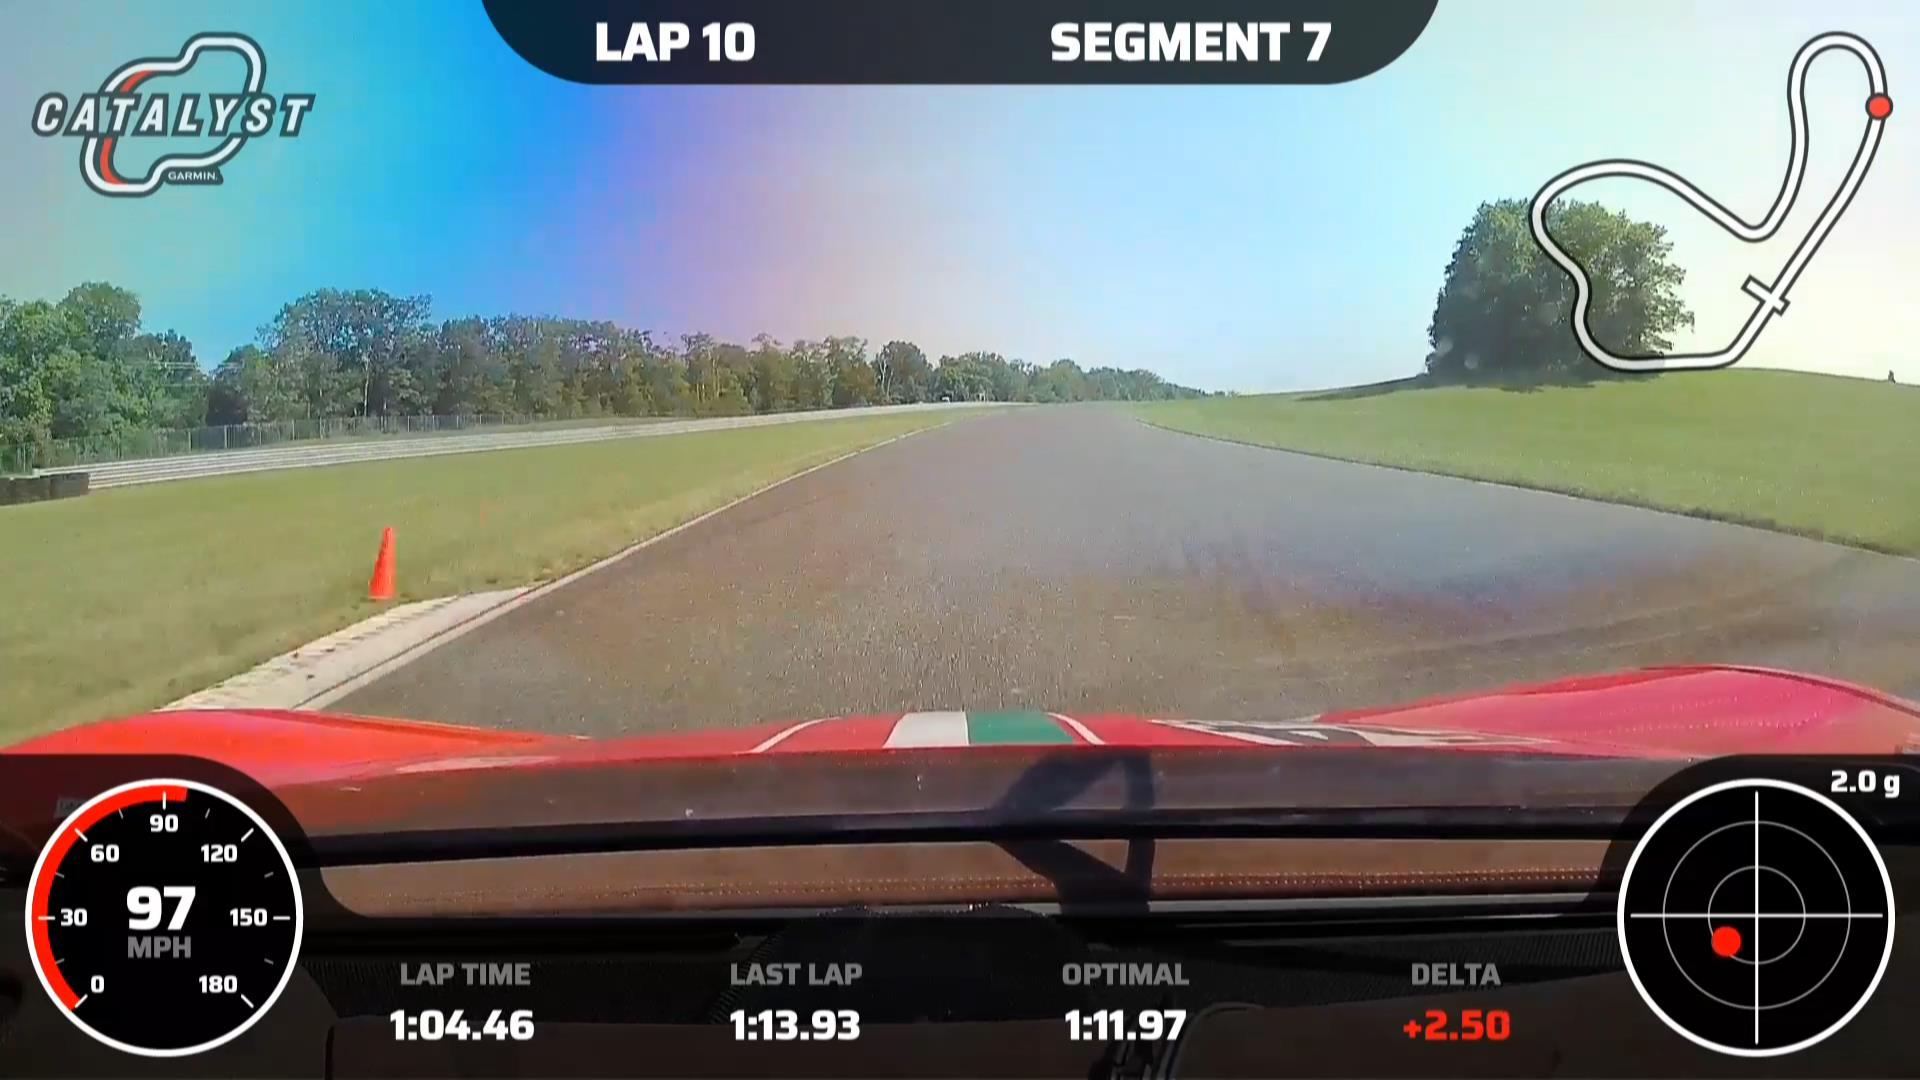 LAP 10
SEGMENT 7
CATALYST
GARMIN.
2.0 g
90
60
120
97
30
150
MPH
0
180
LAP TIME
LAST LAP
OPTIMAL
DELTA
1:04.46
1:13.93
1:11.97
+2.50